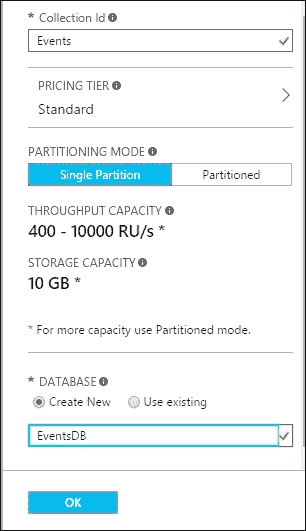 * Collection Id
Events
PRICING TIER
Standard
PARTITIONING MODE
Single Partition Partitioned
THROUGHPUT CAPACITY
400 - 10000 RU/s *
STORAGE CAPACITY
10 GB *
* For more capacity use Partitioned mode.
* DATABASE
Create New Use existing
EventsDB
OK